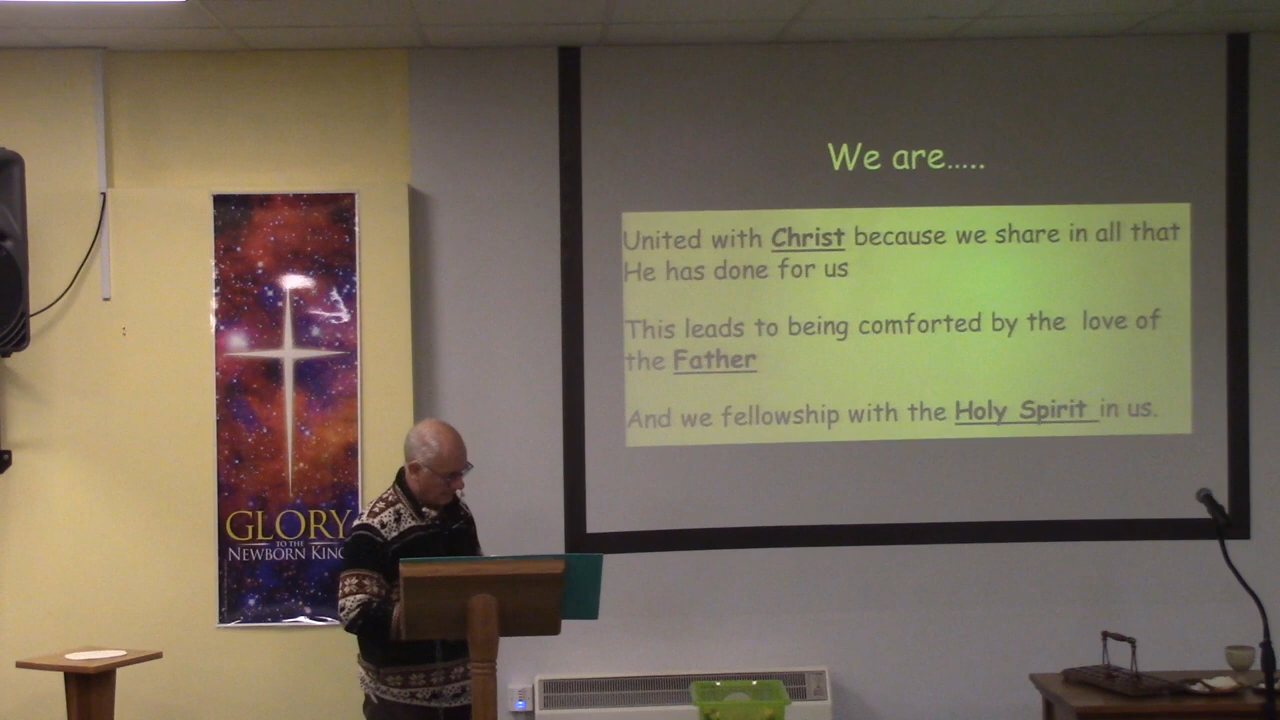 We are.....
United with Christ because we share in all that
He has done for us
This leads to being comforted by the love of
the Father
And we fellowship with the Holy Spirit in us.
GLORY
TO THE
NEWBORN KING